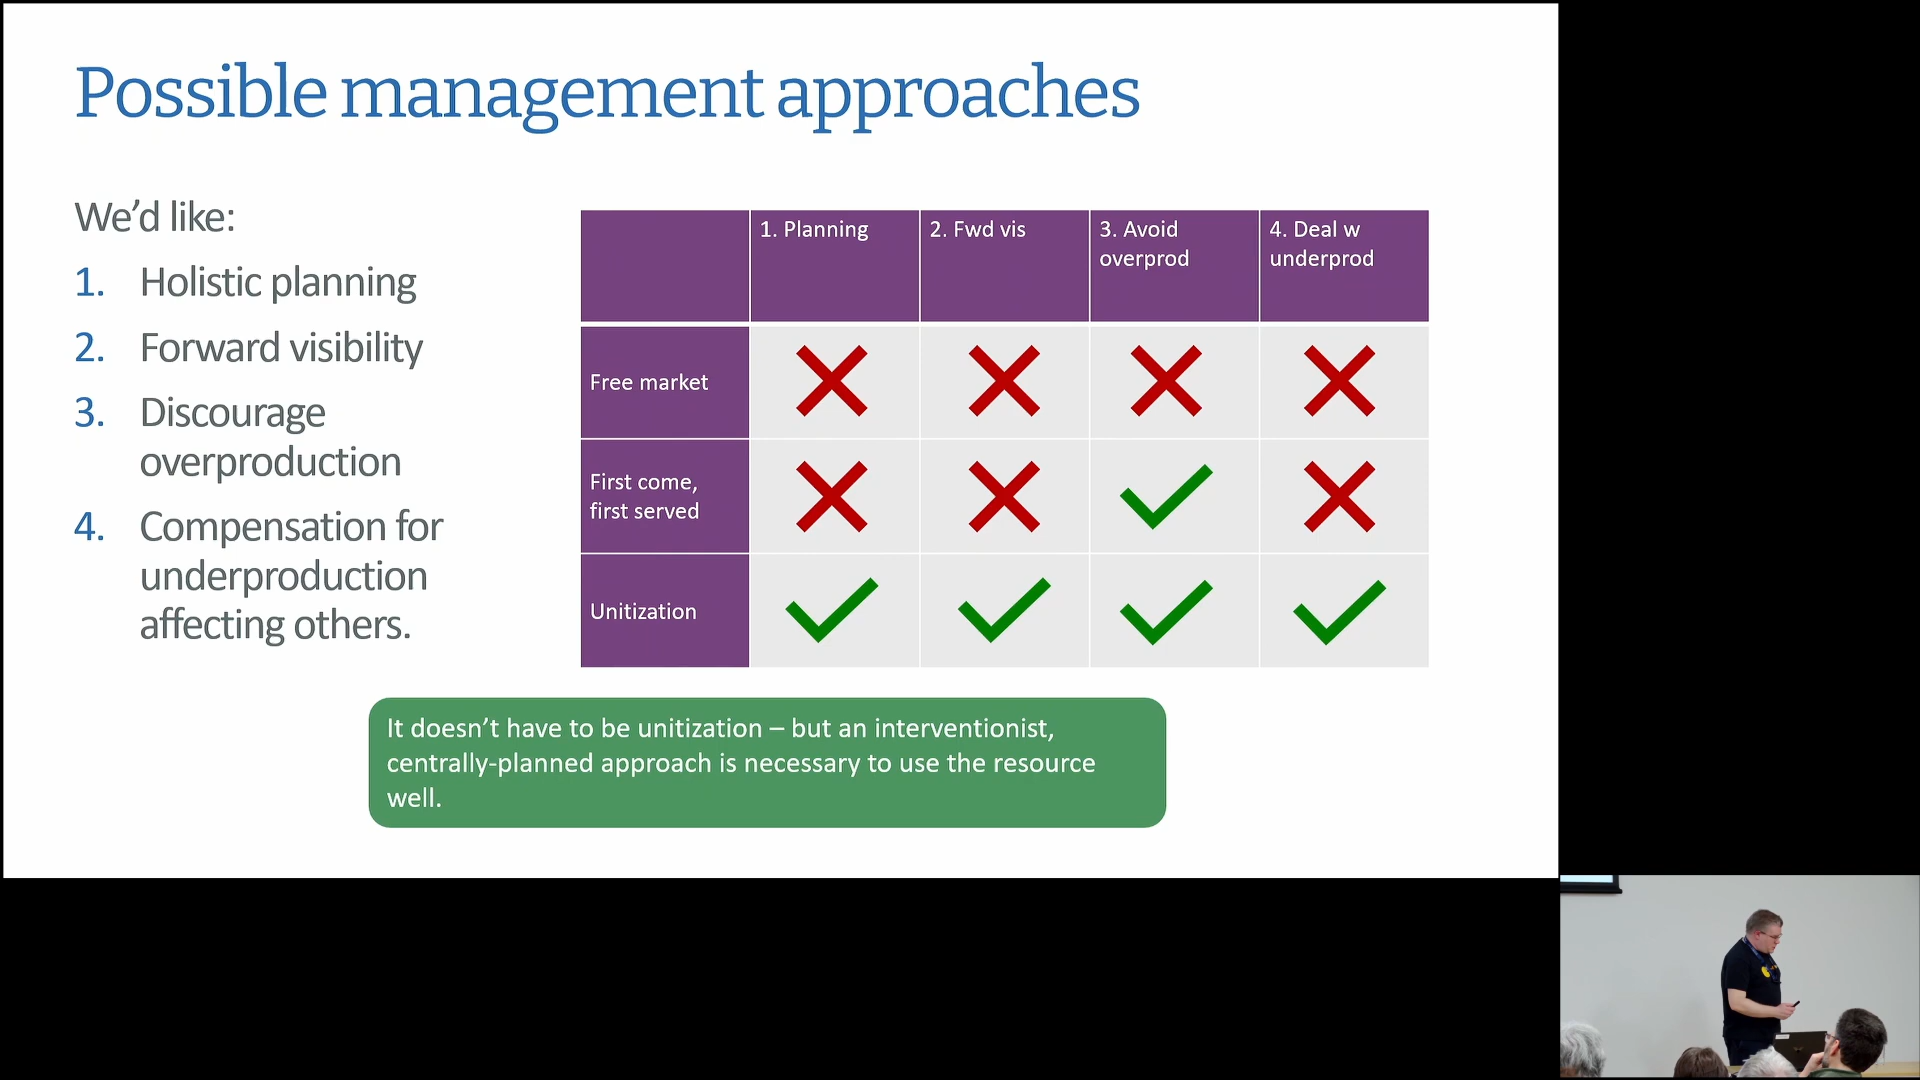 Possible management approaches
We’d like:
1. Holistic planning
2. Forward visibility
3. Discourage
overproduction
4. Compensation for
underproduction
affecting others.
1. Planning
2. Fwd vis
3. Avoid
overprod
4. Deal w
underprod
Free market
First come,
first served
Unitization
It doesn’t have to be unitization – but an interventionist,
centrally-planned approach is necessary to use the resource
well.